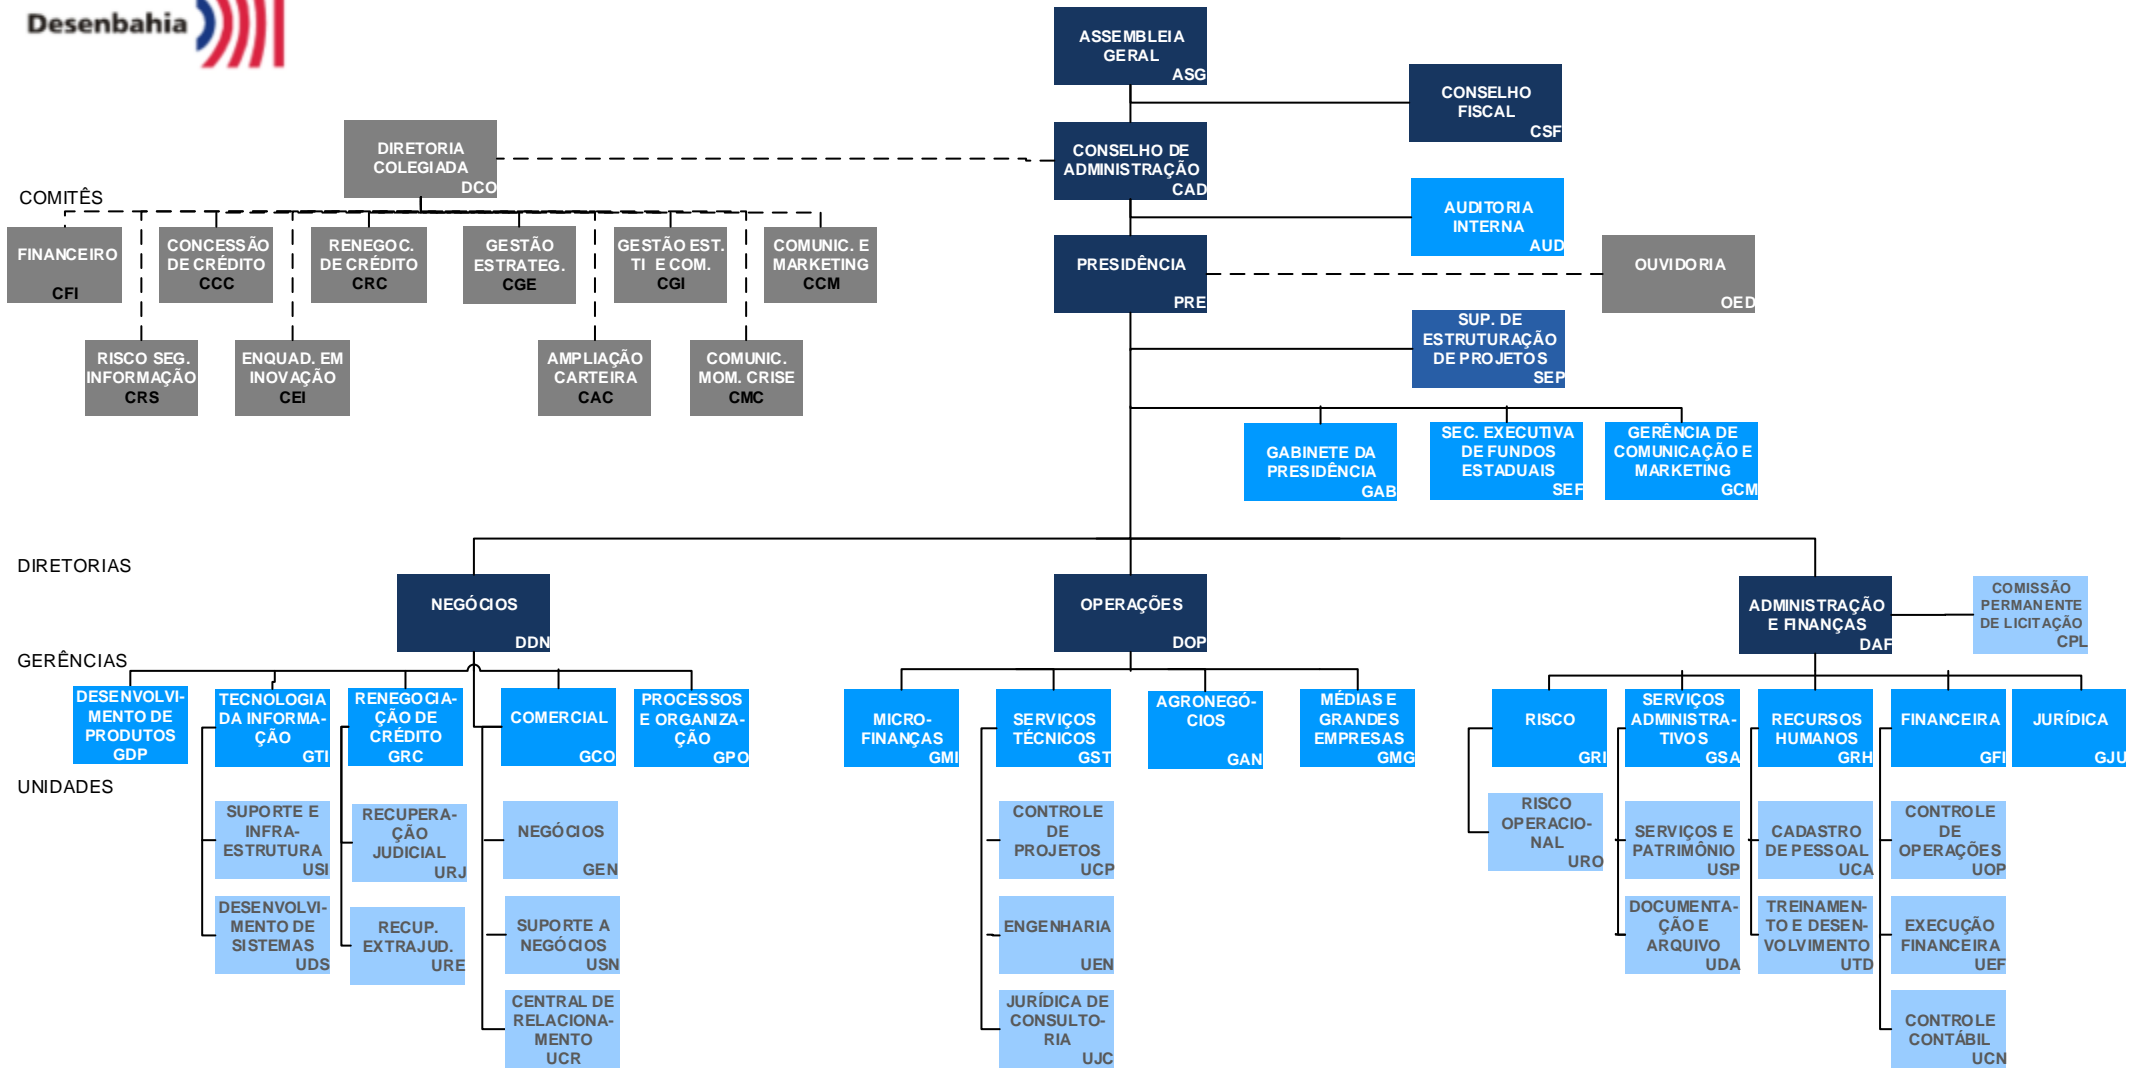 Desenbahia
ASSEMBLEIA
GERAL
ASG
CONSELHO
FISCAL
CSF
DIRETORIA
COLEGIADA
DCO
CONSELHO DE
ADMINISTRAÇÃO
CAD
COMITÊS
AUDITORIA
INTERNA
AUD
FINANCEIRO
CFI
CONCESSÃO
DE CRÉDITO
CCC
RENEGOC.
DE CRÉDITO
CRC
GESTÃO
ESTRATEG.
CGE
GESTÃO EST.
TI E COM.
CGI
COMUNIC. E
MARKETING
CCM
PRESIDÊNCIA
PRE
OUVIDORIA
OED
RISCO SEG.
INFORMAÇÃO
CRS
ENQUAD. EM
INOVAÇÃO
CEI
AMPLIAÇÃO
CARTEIRA
CAC
COMUNIC.
MOM. CRISE
CMC
SUP. DE
ESTRUTURAÇÃO
DE PROJETOS
SEP
GABINETE DA
PRESIDÊNCIA
GAB
SEC. EXECUTIVA
DE FUNDOS
ESTADUAIS
SEF
GERÊNCIA DE
COMUNICAÇÃO E
MARKETING
GCM
DIRETORIAS
NEGÓCIOS
DDN
OPERAÇÕES
DOP
ADMINISTRAÇÃO
E FINANÇAS
DAF
COMISSÃO
PERMANENTE
DE LICITAÇÃO
CPL
GERÊNCIAS
DESENVOLVI-
MENTO DE
PRODUTOS
GDP
TECNOLOGIA
DA INFORMA-
ÇÃO
GTI
RENEGOCIA-
ÇÃO DE
CRÉDITO
GRC
COMERCIAL
GCO
PROCESSOS
E ORGANIZA-
ÇÃO
GPO
MICRO-
FINANÇAS
GMI
SERVIÇOS
TÉCNICOS
GST
AGRONEGÓ-
CIOS
GAN
MÉDIAS E
GRANDES
EMPRESAS
GMG
RISCO
GRI
SERVIÇOS
ADMINISTRA-
TIVOS
GSA
RECURSOS
HUMANOS
GRH
FINANCEIRA
GFI
JURÍDICA
GJU
UNIDADES
SUPORTE E
INFRA-
ESTRUTURA
USI
RECUPERA-
ÇÃO
JUDICIAL
URJ
NEGÓCIOS
GEN
CONTROLE
DE
PROJETOS
UCP
RISCO
OPERACIO-
NAL
URO
SERVIÇOS E
PATRIMÔNIO
USP
CADASTRO
DE PESSOAL
UCA
CONTROLE
DE
OPERAÇÕES
UOP
DESENVOLVI-
MENTO DE
SISTEMAS
UDS
RECUP.
EXTRAJUD.
URE
SUPORTE A
NEGÓCIOS
USN
ENGENHARIA
UEN
DOCUMENTA-
ÇÃO E
ARQUIVO
UDA
TREINAMEN-
TO E DESEN-
VOLVIMENTO
UTD
EXECUÇÃO
FINANCEIRA
UEF
CENTRAL DE
RELACIONA-
MENTO
UCR
JURÍDICA DE
CONSULTO-
RIA
UJC
CONTROLE
CONTÁBIL
UCN